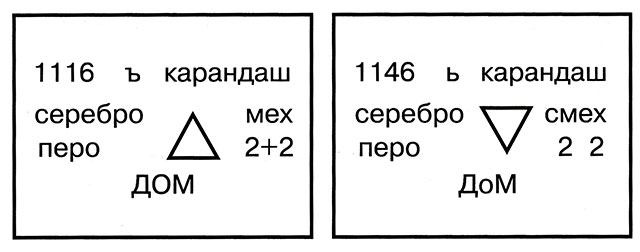 1116 ъ карандаш
серебро мех
перо 2+2
ДОМ
1146 ь карандаш
серебро смех
перо 2 2
ДоМ